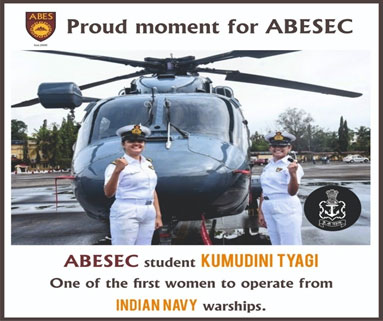 ABES
Proud moment for ABESEC
ABESEC student KUMUDINI TYAGI
One of the first women to operate from
INDIAN NAVY warships.